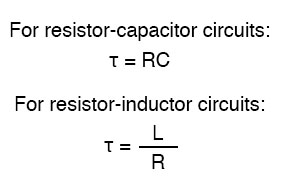 For resistor-capacitor circuits:
τ = RC
For resistor-inductor circuits:
τ = L/R